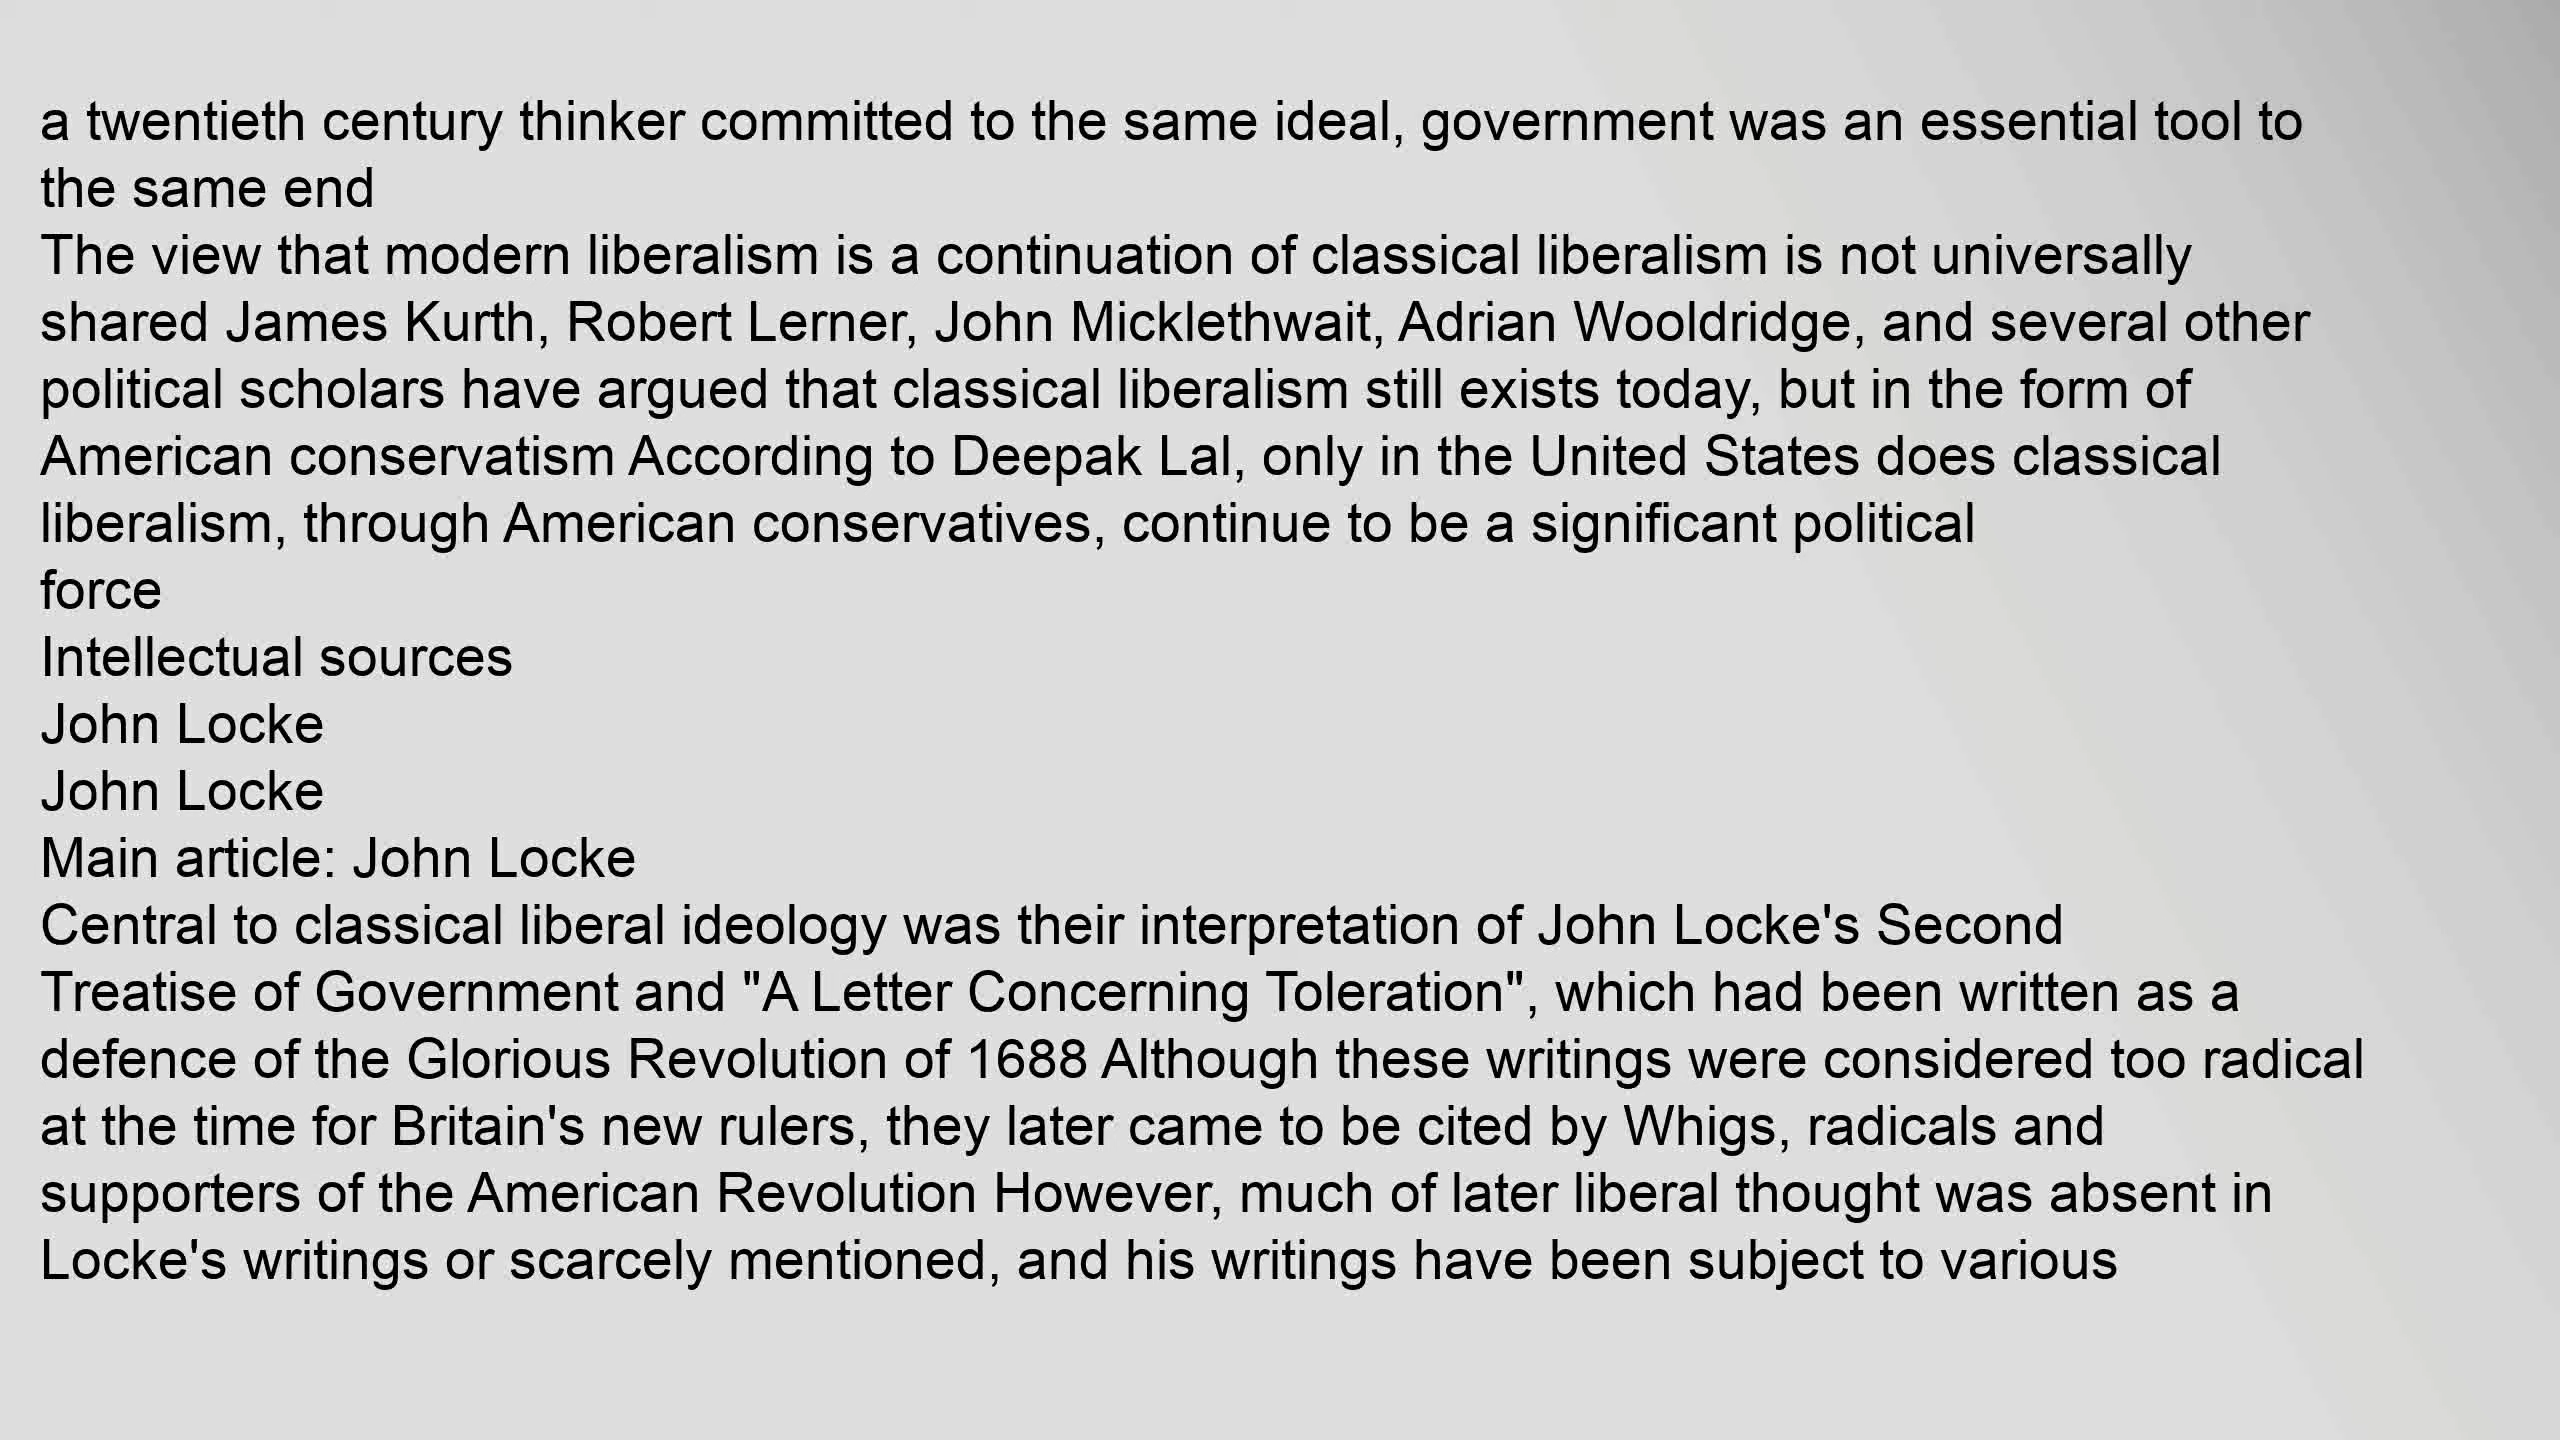 a twentieth century thinker committed to the same ideal, government was an essential tool to
the same end
The view that modern liberalism is a continuation of classical liberalism is not universally
shared James Kurth, Robert Lerner, John Micklethwait, Adrian Wooldridge, and several other
political scholars have argued that classical liberalism still exists today, but in the form of
American conservatism According to Deepak Lal, only in the United States does classical
liberalism, through American conservatives, continue to be a significant political
force
Intellectual sources
John Locke
John Locke
Main article: John Locke
Central to classical liberal ideology was their interpretation of John Locke's Second
Treatise of Government and "A Letter Concerning Toleration", which had been written as a
defence of the Glorious Revolution of 1688 Although these writings were considered too radical
at the time for Britain's new rulers, they later came to be cited by Whigs, radicals and
supporters of the American Revolution However, much of later liberal thought was absent in
Locke's writings or scarcely mentioned, and his writings have been subject to various